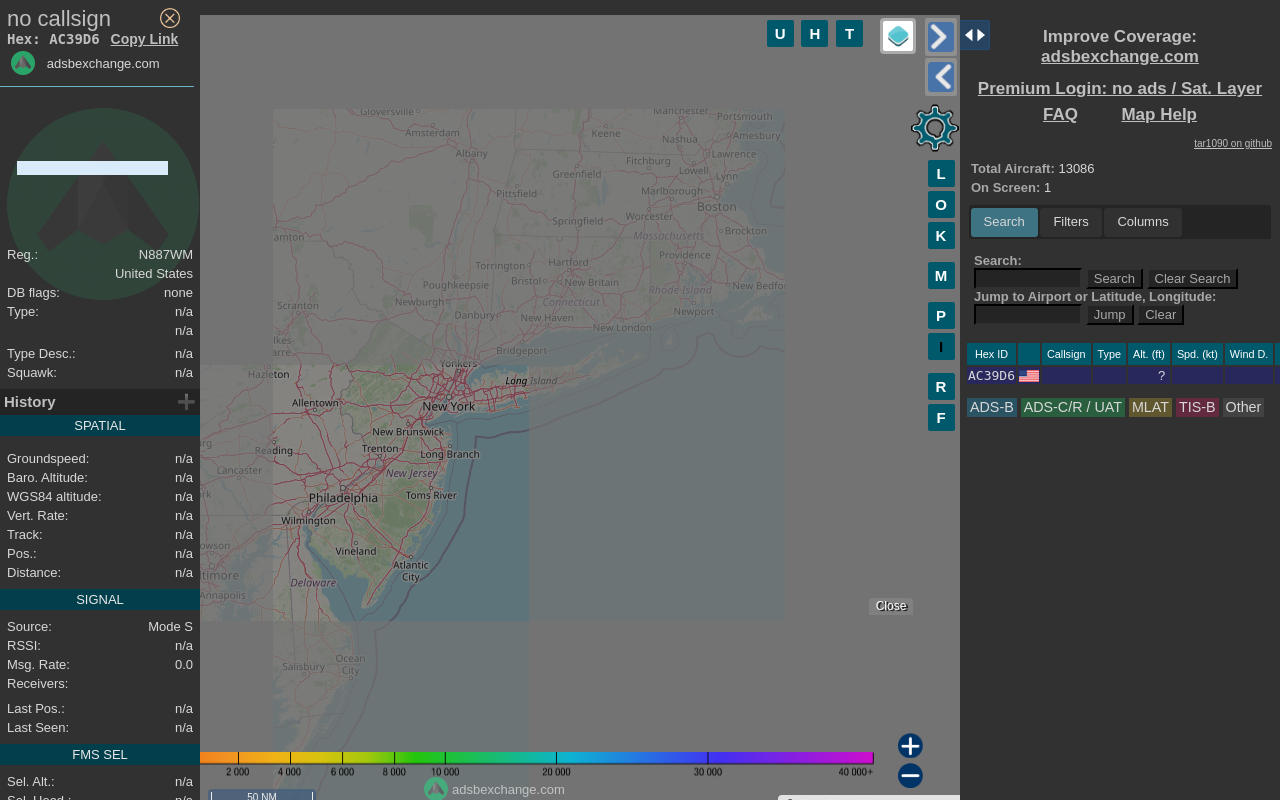 no callsign
Hex: AC39D6 Copy Link
adsbexchange.com
Reg.: N887WM
United States
DB flags: none
Type: n/a
n/a
Type Desc.: n/a
Squawk: n/a
History
SPATIAL
Groundspeed: n/a
Baro. Altitude: n/a
WGS84 altitude: n/a
Vert. Rate: n/a
Track: n/a
Pos.: n/a
Distance: n/a
SIGNAL
Source: Mode S
RSSI: n/a
Msg. Rate: 0.0
Receivers:
Last Pos.: n/a
Last Seen: n/a
FMS SEL
Sel. Alt.: n/a
U H T
L
O
K
M
P
I
R
F
Gloversville
Manchester
Portsmouth
Amsterdam
Keene
Nashua
Amesbury
Albany
Fitchburg
Lawrence
Lowell
Greenfield
Lynn
Pittsfield
Marlborough
Worcester
Boston
Springfield
Brockton
Massachusetts
Hartford
Providence
Torrington
Poughkeepsie
Bristol
New Britain
New Bedfo
Rhode Island
Scranton
Newburgh
Connecticut
Danbury
New Haven
Newport
New London
Bridgeport
Yonkers
Hazleton
Long Island
Allentown
New York
New Brunswick
Reading
Trenton
Long Branch
Lancaster
New Jersey
Philadelphia
Toms River
Wilmington
Vineland
Atlantic
City
Delaware
Annapolis
Ocean
City
Salisbury
Close
2 000 4 000 6 000 8 000 10 000 20 000 30 000 40 000+
adsbexchange.com
50 NM
Improve Coverage:
adsbexchange.com
Premium Login: no ads / Sat. Layer
FAQ Map Help
tar1090 on github
Total Aircraft: 13086
On Screen: 1
Search Filters Columns
Search:
Search Clear Search
Jump to Airport or Latitude, Longitude:
Jump Clear
Hex ID Callsign Type Alt. (ft) Spd. (kt) Wind D.
AC39D6 ?
ADS-B ADS-C/R / UAT MLAT TIS-B Other